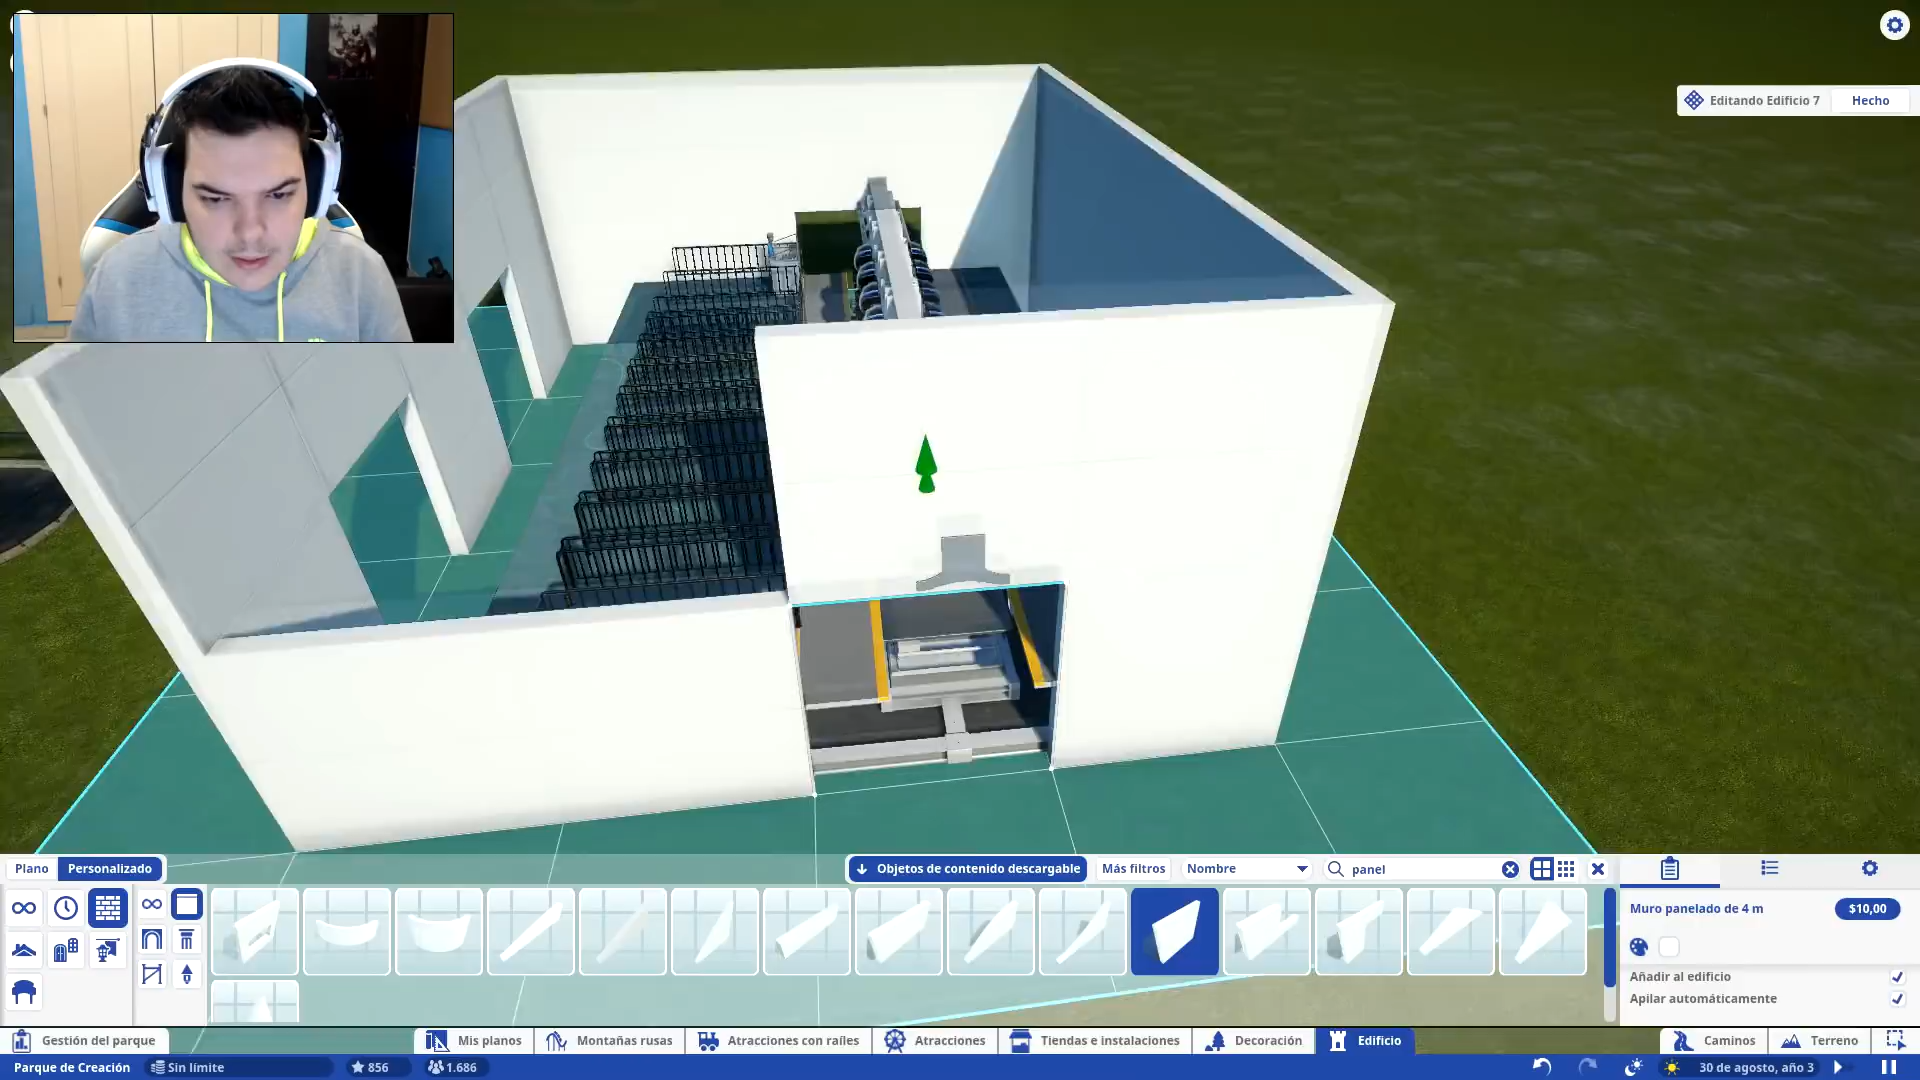 Editando Edificio 7
Hecho
Plano
Personalizado
Objetos de contenido descargable
Más filtros
Nombre
panel
Muro panelado de 4 m
$10,00
Añadir al edificio
Apilar automáticamente
Gestión del parque
Mis planos
Montañas rusas
Atracciones con raíles
Atracciones
Tiendas e instalaciones
Decoración
Edificio
Caminos
Terreno
Parque de Creación
Sin límite
856
1.686
30 de agosto, año 3